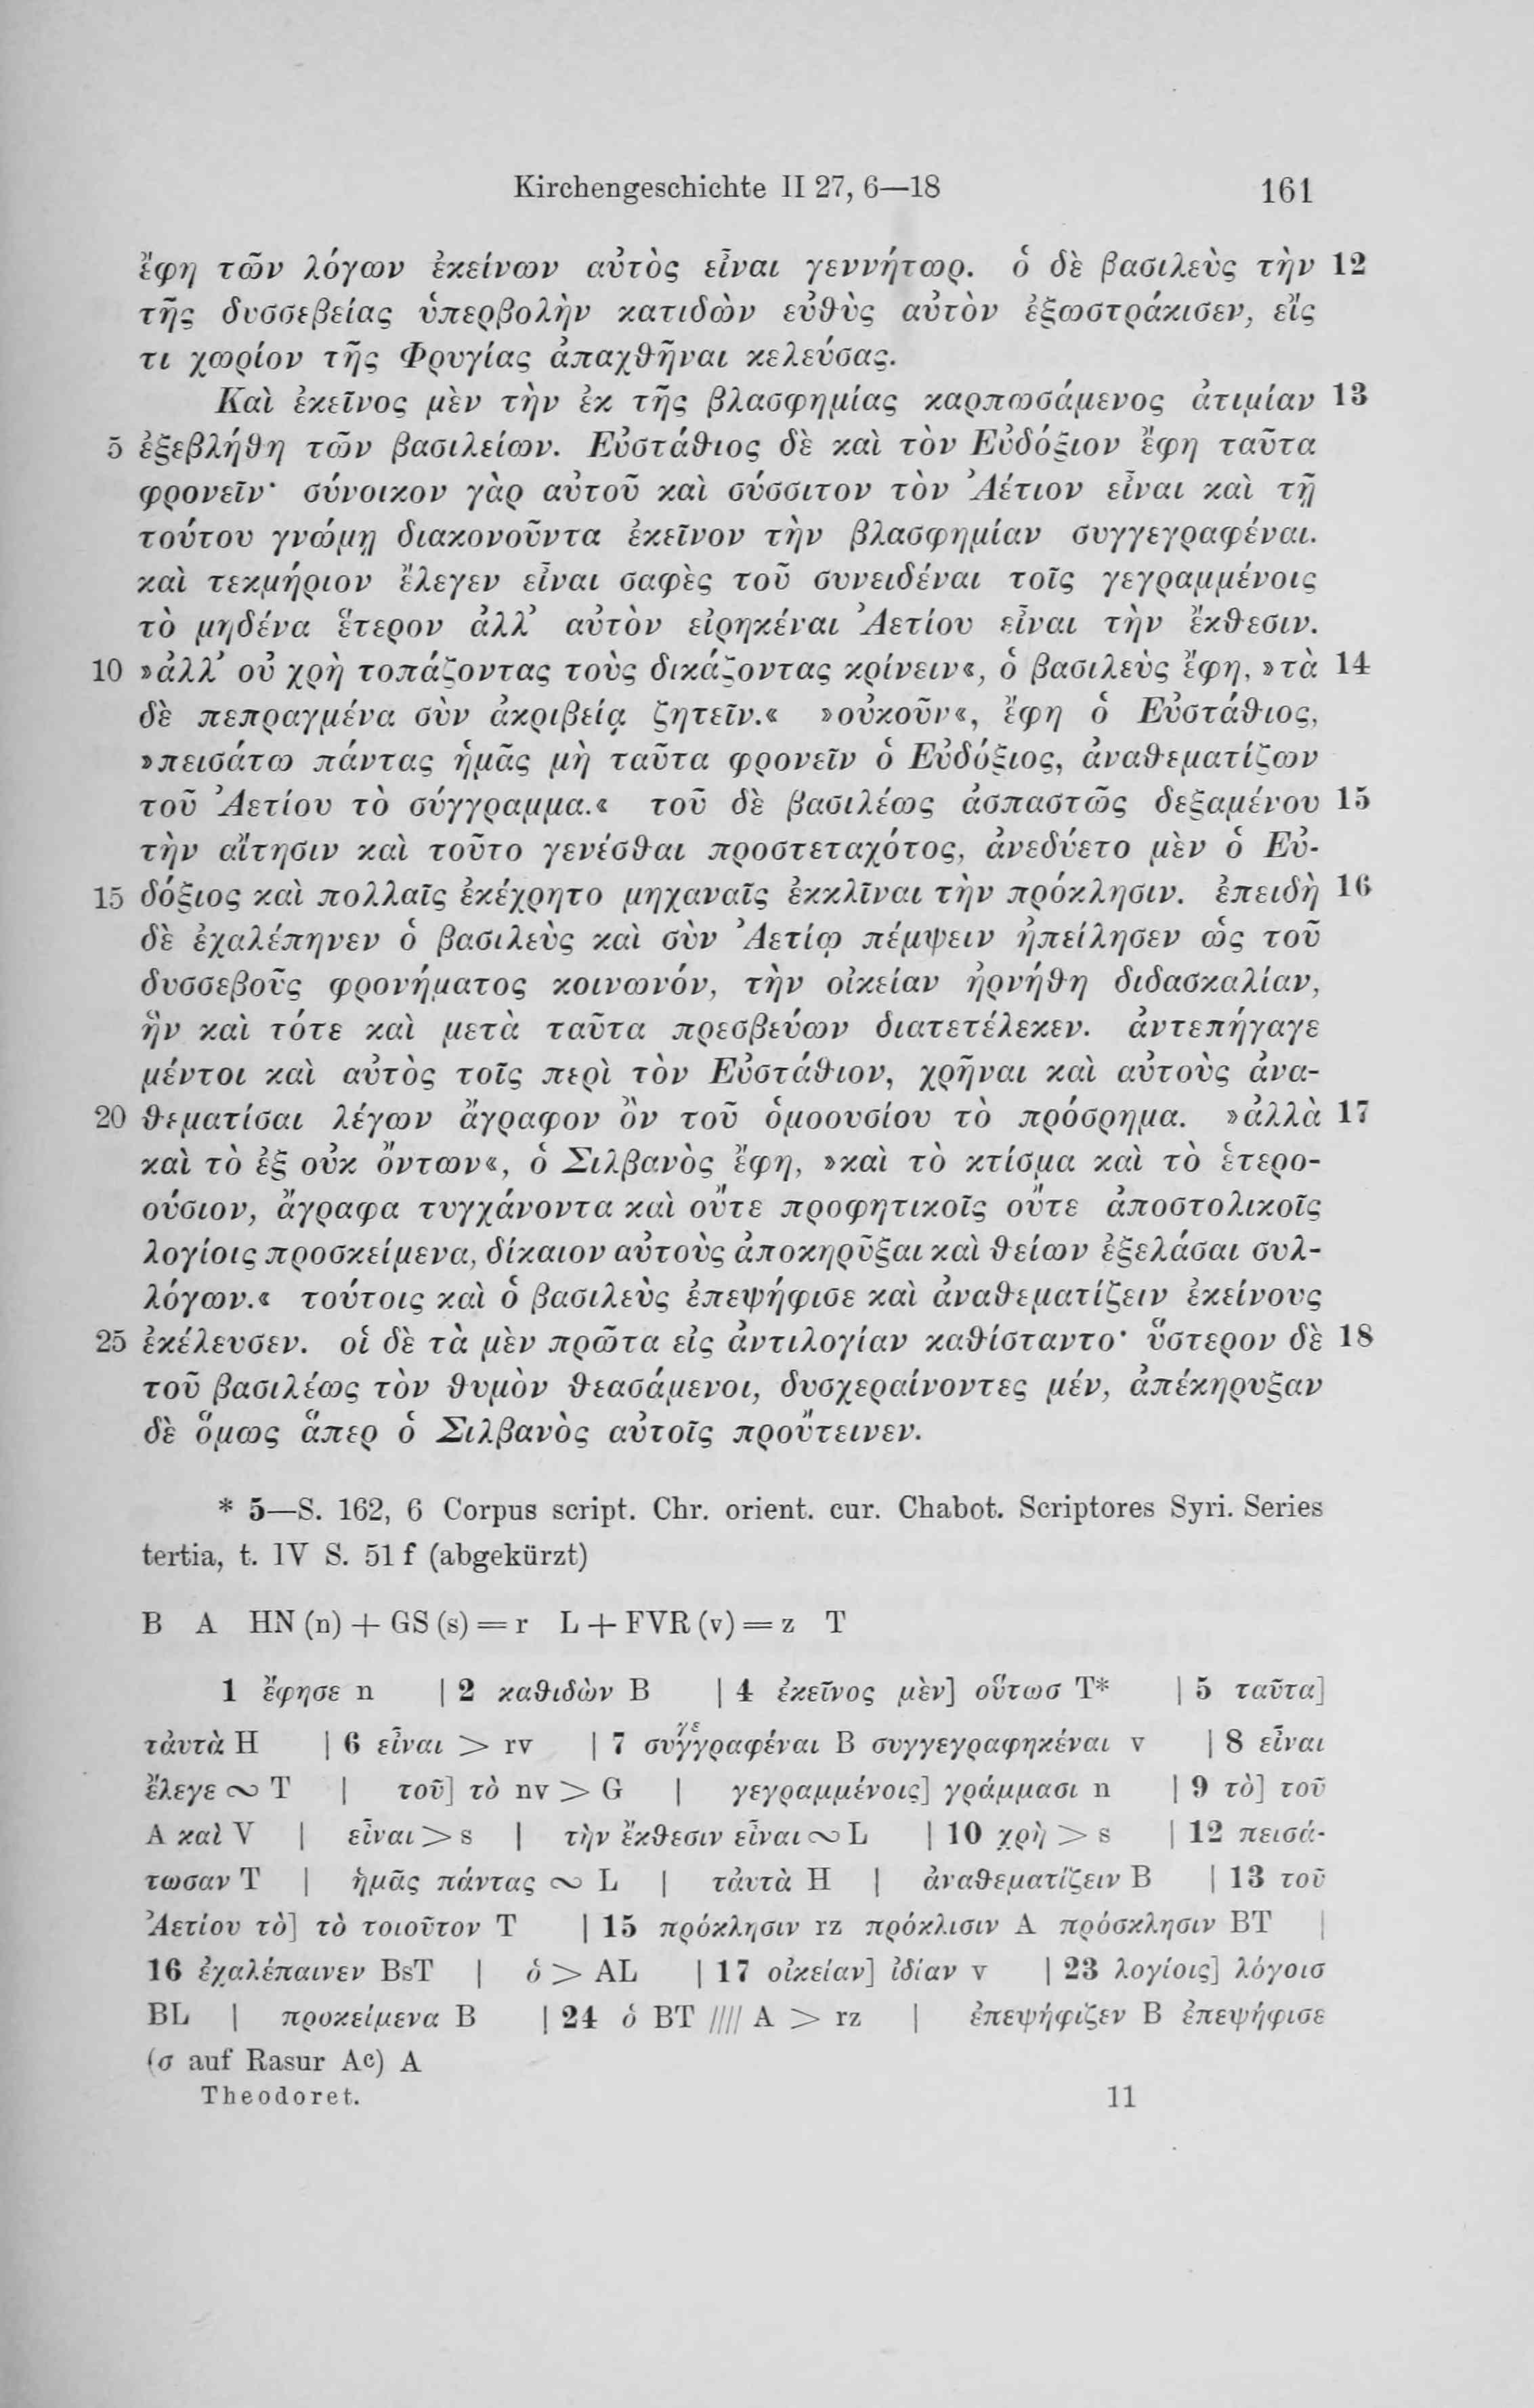 Kirchengeschichte II 27, 6—18 161
ἔφη τῶν λόγων ἐκείνων αὐτὸς εἶναι γεννήτωρ. ὁ δὲ βασιλεὺς τὴν 12
τῆς δυσσεβείας ὑπερβολὴν κατιδὼν εὐθὺς αὐτὸν ἐξωστράκισεν, εἴς
τι χωρίον τῆς Φρυγίας ἀπαχθῆναι κελεύσας.
Καὶ ἐκεῖνος μὲν τὴν ἐκ τῆς βλασφημίας καρπωσάμενος ἀτιμίαν 13
5 ἐξεβλήθη τῶν βασιλείων. Εὐστάθιος δὲ καὶ τὸν Εὐδόξιον ἔφη ταῦτα
φρονεῖν· σύνοικον γὰρ αὐτοῦ καὶ σύσσιτον τὸν Ἀέτιον εἶναι καὶ τῇ
τούτου γνώμῃ διακονοῦντα ἐκεῖνον τὴν βλασφημίαν συγγεγραφέναι.
καὶ τεκμήριον ἔλεγεν εἶναι σαφὲς τοῦ συνειδέναι τοῖς γεγραμμένοις
τὸ μηδένα ἕτερον ἀλλ’ αὐτὸν εἰρηκέναι Ἀετίου εἶναι τὴν ἔκθεσιν.
10 »ἀλλ’ οὐ χρὴ τοπάζοντας τοὺς δικάζοντας κρίνειν«, ὁ βασιλεὺς ἔφη, »τὰ 14
δὲ πεπραγμένα σὺν ἀκριβείᾳ ζητεῖν.« »οὐκοῦν«, ἔφη ὁ Εὐστάθιος,
»πεισάτω πάντας ἡμᾶς μὴ ταῦτα φρονεῖν ὁ Εὐδόξιος, ἀναθεματίζων
τοῦ Ἀετίου τὸ σύγγραμμα.« τοῦ δὲ βασιλέως ἀσπαστῶς δεξαμένου 15
τὴν αἴτησιν καὶ τοῦτο γενέσθαι προστεταχότος, ἀνεδύετο μὲν ὁ Εὐ-
15 δόξιος καὶ πολλαῖς ἐκέχρητο μηχαναῖς ἐκκλῖναι τὴν πρόκλησιν. ἐπειδὴ 16
δὲ ἐχαλέπηνεν ὁ βασιλεὺς καὶ σὺν Ἀετίῳ πέμψειν ἠπείλησεν ὡς τοῦ
δυσσεβοῦς φρονήματος κοινωνόν, τὴν οἰκείαν ἠρνήθη διδασκαλίαν,
ἣν καὶ τότε καὶ μετὰ ταῦτα πρεσβεύων διατετέλεκεν. ἀντεπήγαγε
μέντοι καὶ αὐτὸς τοῖς περὶ τὸν Εὐστάθιον, χρῆναι καὶ αὐτοὺς ἀνα-
20 θεματίσαι λέγων ἄγραφον ὂν τοῦ ὁμοουσίου τὸ πρόσρημα. »ἀλλὰ 17
καὶ τὸ ἐξ οὐκ ὄντων«, ὁ Σιλβανὸς ἔφη, »καὶ τὸ κτίσμα καὶ τὸ ἑτερο-
ούσιον, ἄγραφα τυγχάνοντα καὶ οὔτε προφητικοῖς οὔτε ἀποστολικοῖς
λογίοις προσκείμενα, δίκαιον αὐτοὺς ἀποκηρῦξαι καὶ θείων ἐξελάσαι συλ-
λόγων.« τούτοις καὶ ὁ βασιλεὺς ἐπεψήφισε καὶ ἀναθεματίζειν ἐκείνους
25 ἐκέλευσεν. οἱ δὲ τὰ μὲν πρῶτα εἰς ἀντιλογίαν καθίσταντο· ὕστερον δὲ 18
τοῦ βασιλέως τὸν θυμὸν θεασάμενοι, δυσχεραίνοντες μέν, ἀπέκηρυξαν
δὲ ὅμως ἅπερ ὁ Σιλβανὸς αὐτοῖς προὔτεινεν.
* 5—S. 162, 6 Corpus script. Chr. orient. cur. Chabot. Scriptores Syri. Series
tertia, t. IV S. 51 f (abgekürzt)
B A HN (n) + GS (s) = r L + FVR (v) = z T
1 ἔφησε n | 2 καθιδὼν B | 4 ἐκεῖνος μὲν] οὕτωσ T* | 5 ταῦτα]
τἀυτὰ H | 6 εἶναι > rv | 7 συγγ̔γεραφέναι B συγγεγραφηκέναι v | 8 εἶναι
ἔλεγε ∾ T | τοῦ] τὸ nv > G | γεγραμμένοις] γράμμασι n | 9 τὸ] τοῦ
A καὶ V | εἶναι > s | τὴν ἔκθεσιν εἶναι ∾ L | 10 χρὴ > s | 12 πεισά-
τωσαν T | ἡμᾶς πάντας ∾ L | τἀυτὰ H | ἀναθεματίζειν B | 13 τοῦ
Ἀετίου τὸ] τὸ τοιοῦτον T | 15 πρόκλησιν rz πρόκλισιν A πρόσκλησιν BT |
16 ἐχαλέπαινεν BsT | ὁ > AL | 17 οἰκείαν] ἰδίαν v | 23 λογίοις] λόγοισ
BL | προκείμενα B | 24 ὁ BT //// A > rz | ἐπεψήφιζεν B ἐπεψήφισε
(σ auf Rasur Ac) A
Theodoret. 11